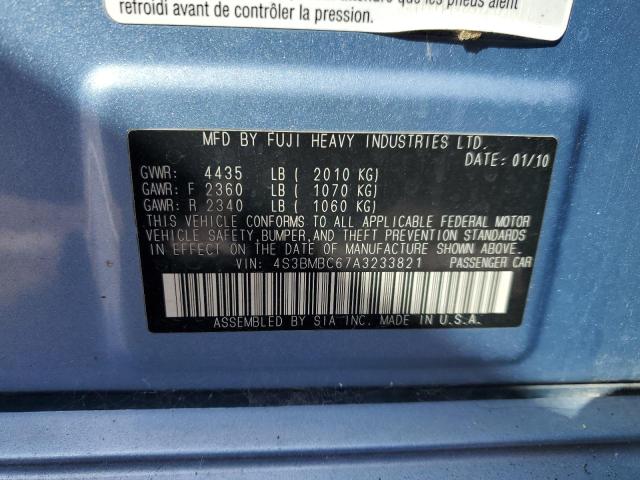 refroidi avant de contrôler la pression.
MFD BY FUJI HEAVY INDUSTRIES LTD.
DATE: 01/10
GVWR: 4435 LB ( 2010 KG)
GAWR: F 2360 LB ( 1070 KG)
GAWR: R 2340 LB ( 1060 KG)
THIS VEHICLE CONFORMS TO ALL APPLICABLE FEDERAL MOTOR
VEHICLE SAFETY,BUMPER,AND THEFT PREVENTION STANDARDS
IN EFFECT ON THE DATE OF MANUFACTURE SHOWN ABOVE.
VIN: 4S3BMBC67A3233821 PASSENGER CAR
ASSEMBLED BY SIA INC. MADE IN U.S.A.